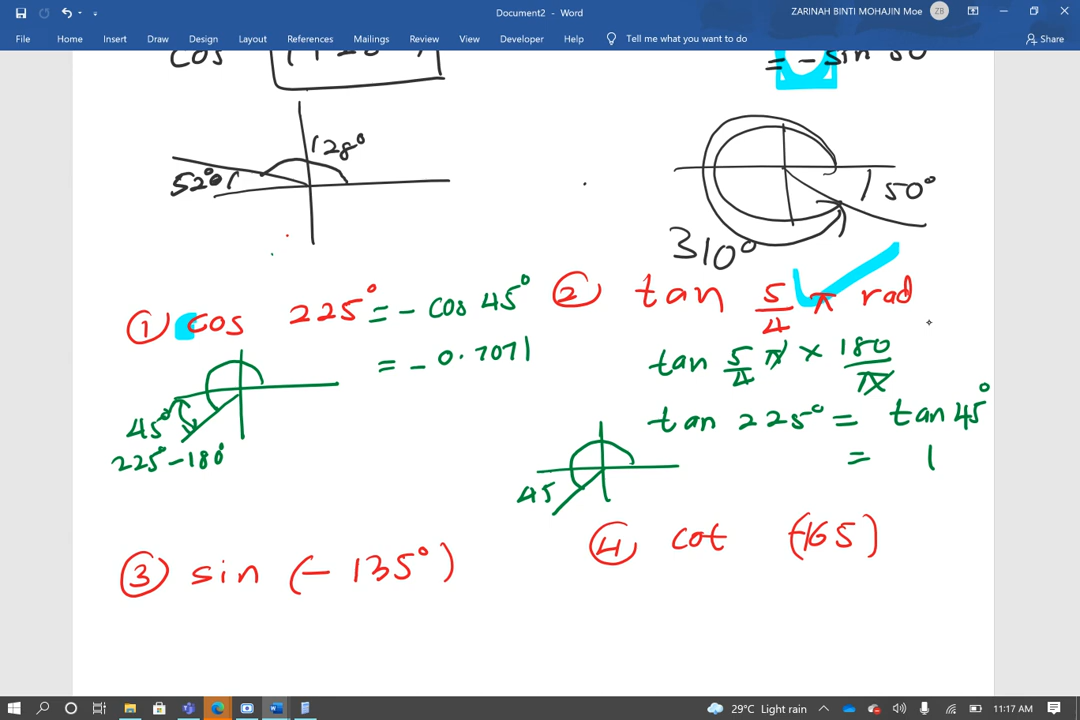 Document2 - Word
ZARINAH BINTI MOHAJIN Moe
ZB
File Home Insert Draw Design Layout References Mailings Review View Developer Help Tell me what you want to do
Share
cos
= - sin 50
128°
52°
310°
50°
① cos 225° = - cos 45°
= - 0.7071
45°
225° - 180°
② tan 5/4 π rad
tan 5/4 π × 180/π
tan 225° = tan 45°
= 1
45
③ sin (- 135°)
④ cot (-165)
29°C Light rain
11:17 AM